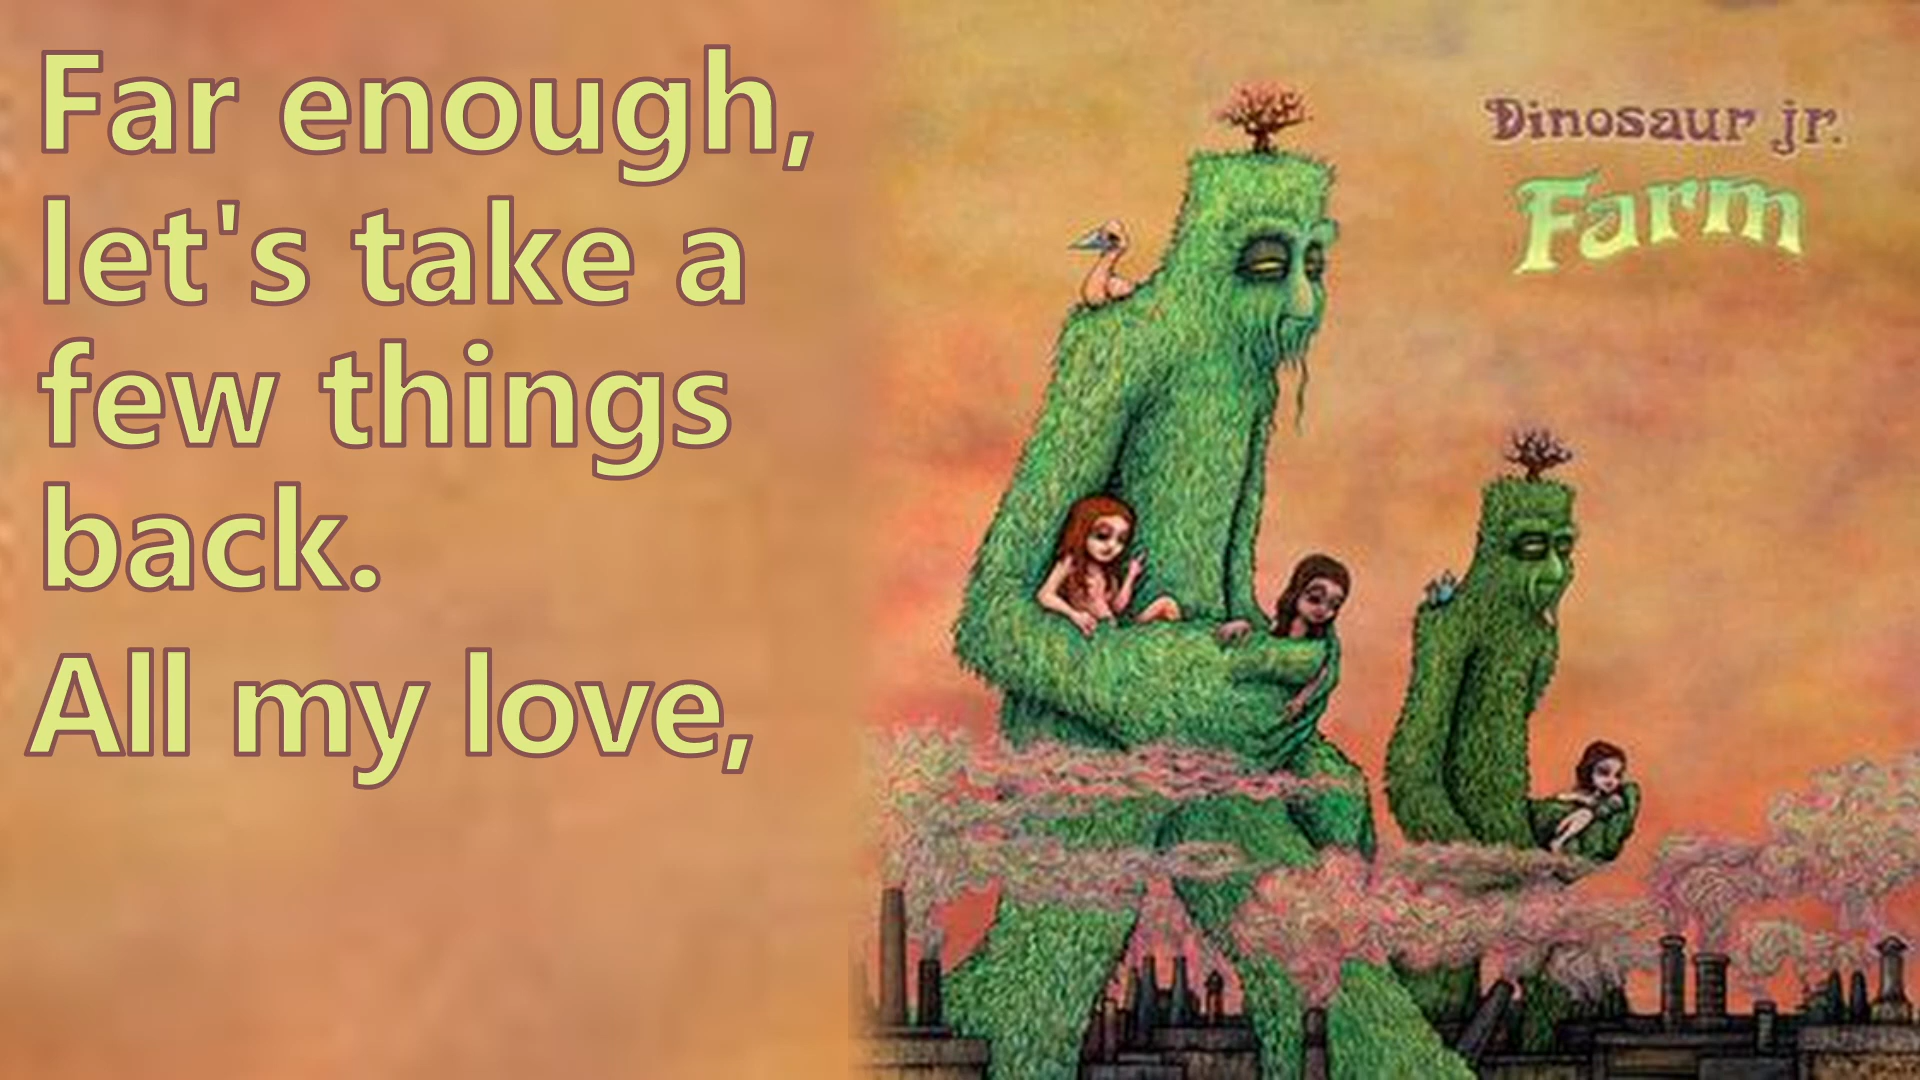 Far enough,
let's take a
few things
back.
All my love,
Dinosaur jr.
Farm